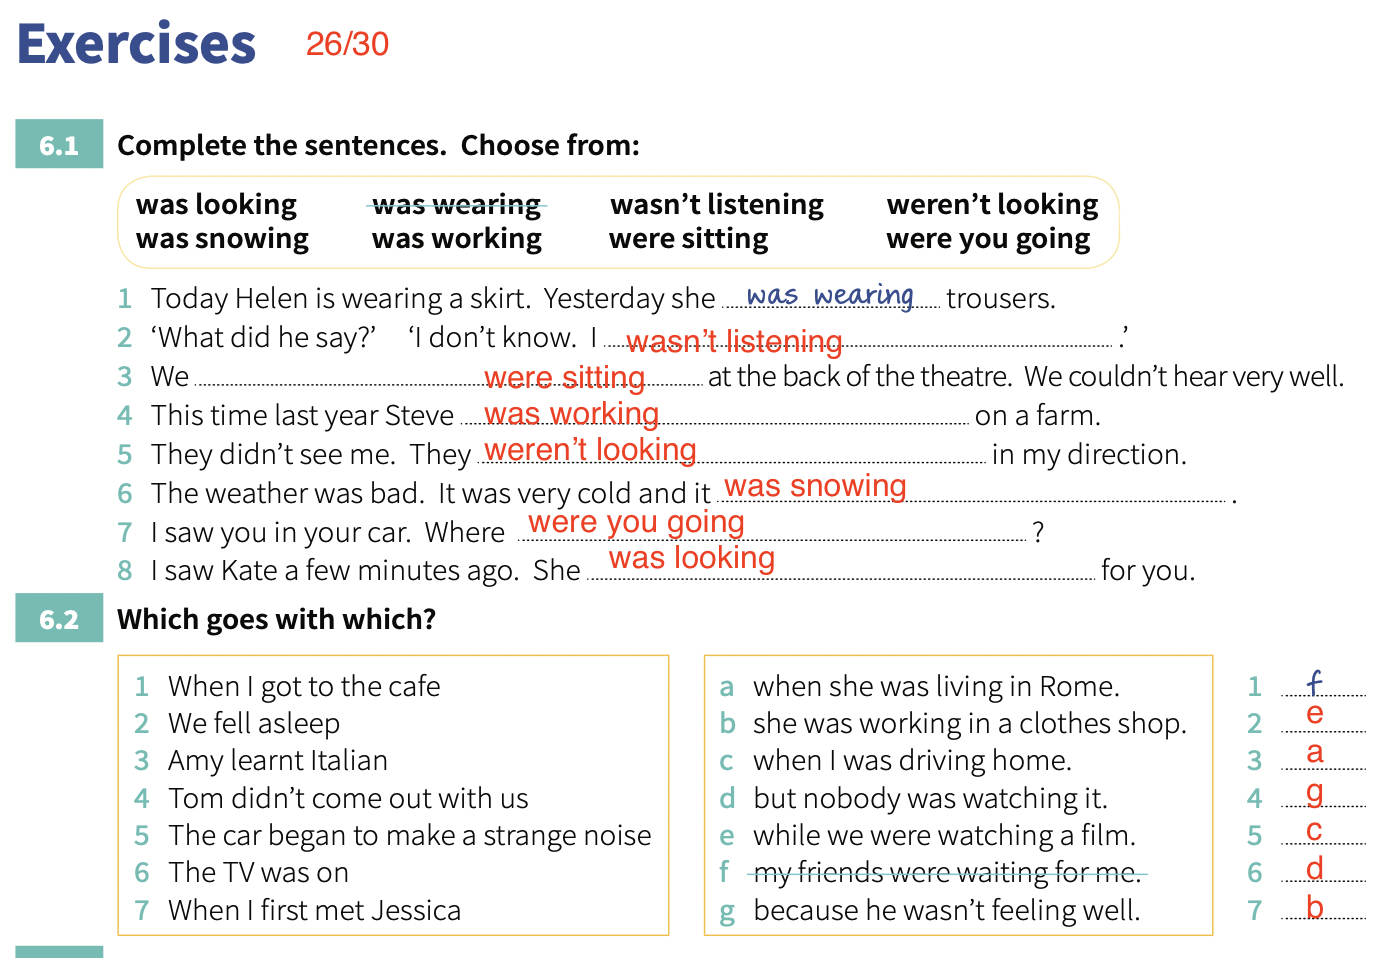 Exercises 26/30
6.1 Complete the sentences. Choose from:
was looking was wearing wasn’t listening weren’t looking
was snowing was working were sitting were you going
1 Today Helen is wearing a skirt. Yesterday she was wearing trousers.
2 ‘What did he say?’ ‘I don’t know. I wasn’t listening .’
3 We were sitting at the back of the theatre. We couldn’t hear very well.
4 This time last year Steve was working on a farm.
5 They didn’t see me. They weren’t looking in my direction.
6 The weather was bad. It was very cold and it was snowing .
7 I saw you in your car. Where were you going ?
8 I saw Kate a few minutes ago. She was looking for you.
6.2 Which goes with which?
1 When I got to the cafe
2 We fell asleep
3 Amy learnt Italian
4 Tom didn’t come out with us
5 The car began to make a strange noise
6 The TV was on
7 When I first met Jessica
a when she was living in Rome.
b she was working in a clothes shop.
c when I was driving home.
d but nobody was watching it.
e while we were watching a film.
f my friends were waiting for me.
g because he wasn’t feeling well.
1 f
2 e
3 a
4 g
5 c
6 d
7 b